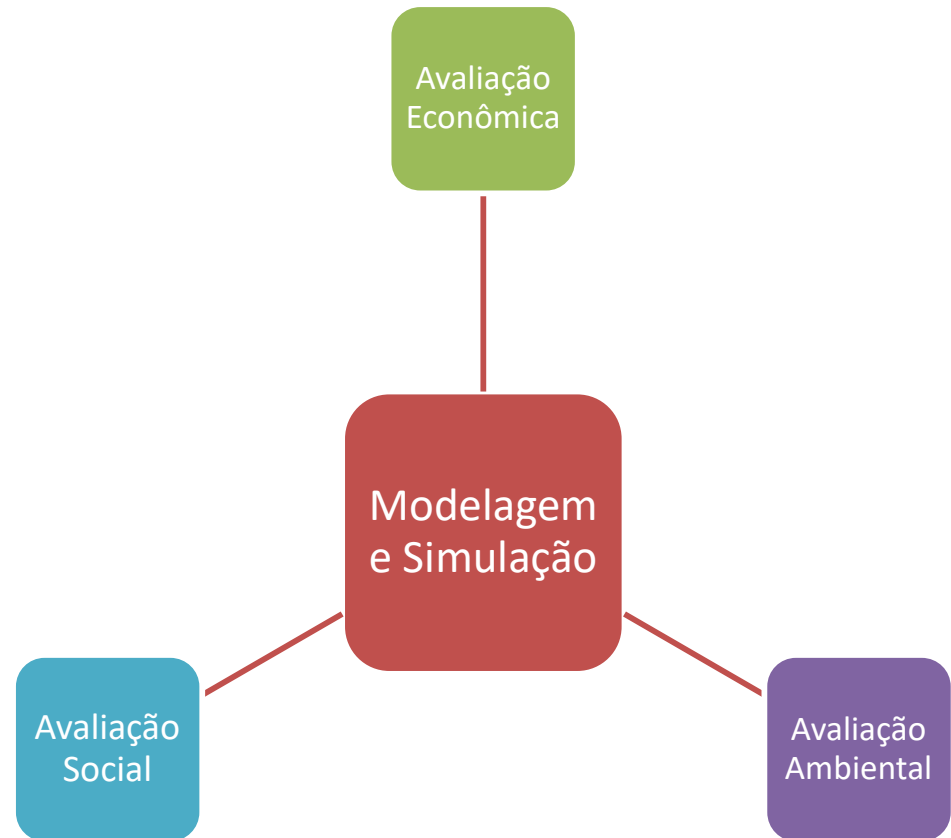 Avaliação
Econômica
Modelagem
e Simulação
Avaliação
Social
Avaliação
Ambiental